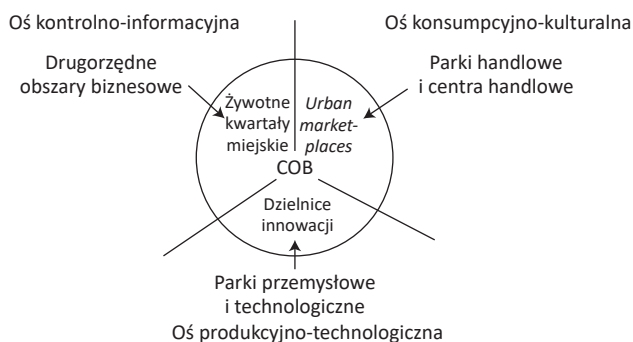 Oś kontrolno-informacyjna
Oś konsumpcyjno-kulturalna
Drugorzędne
obszary biznesowe
Parki handlowe
i centra handlowe
Żywotne
kwartały
miejskie
Urban
market-
places
COB
Dzielnice
innowacji
Parki przemysłowe
i technologiczne
Oś produkcyjno-technologiczna